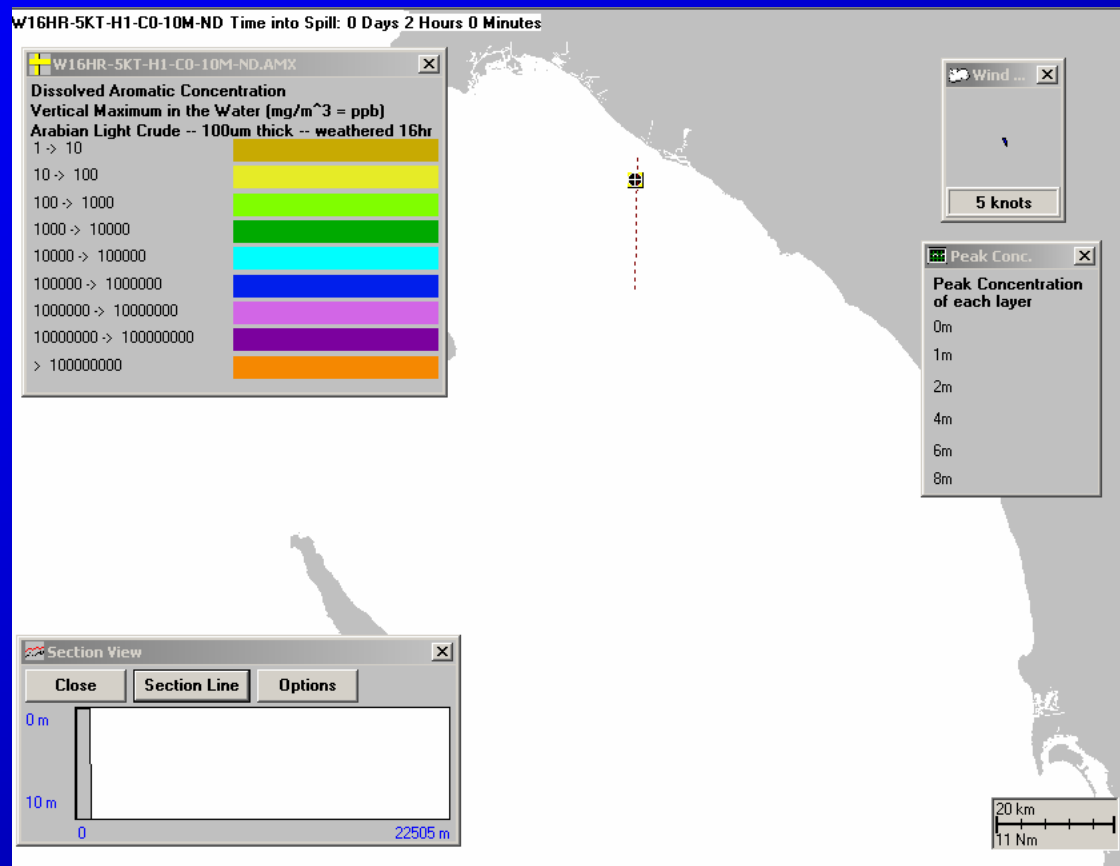 W16HR-5KT-H1-C0-10M-ND Time into Spill: 0 Days 2 Hours 0 Minutes
W16HR-5KT-H1-C0-10M-ND.AMX
Dissolved Aromatic Concentration
Vertical Maximum in the Water (mg/m^3 = ppb)
Arabian Light Crude -- 100um thick -- weathered 16hr
1 -> 10
10 -> 100
100 -> 1000
1000 -> 10000
10000 -> 100000
100000 -> 1000000
1000000 -> 10000000
10000000 -> 100000000
> 100000000
Wind ...
5 knots
Peak Conc.
Peak Concentration
of each layer
0m
1m
2m
4m
6m
8m
Section View
Close Section Line Options
0 m
10 m
0 22505 m
20 km
11 Nm